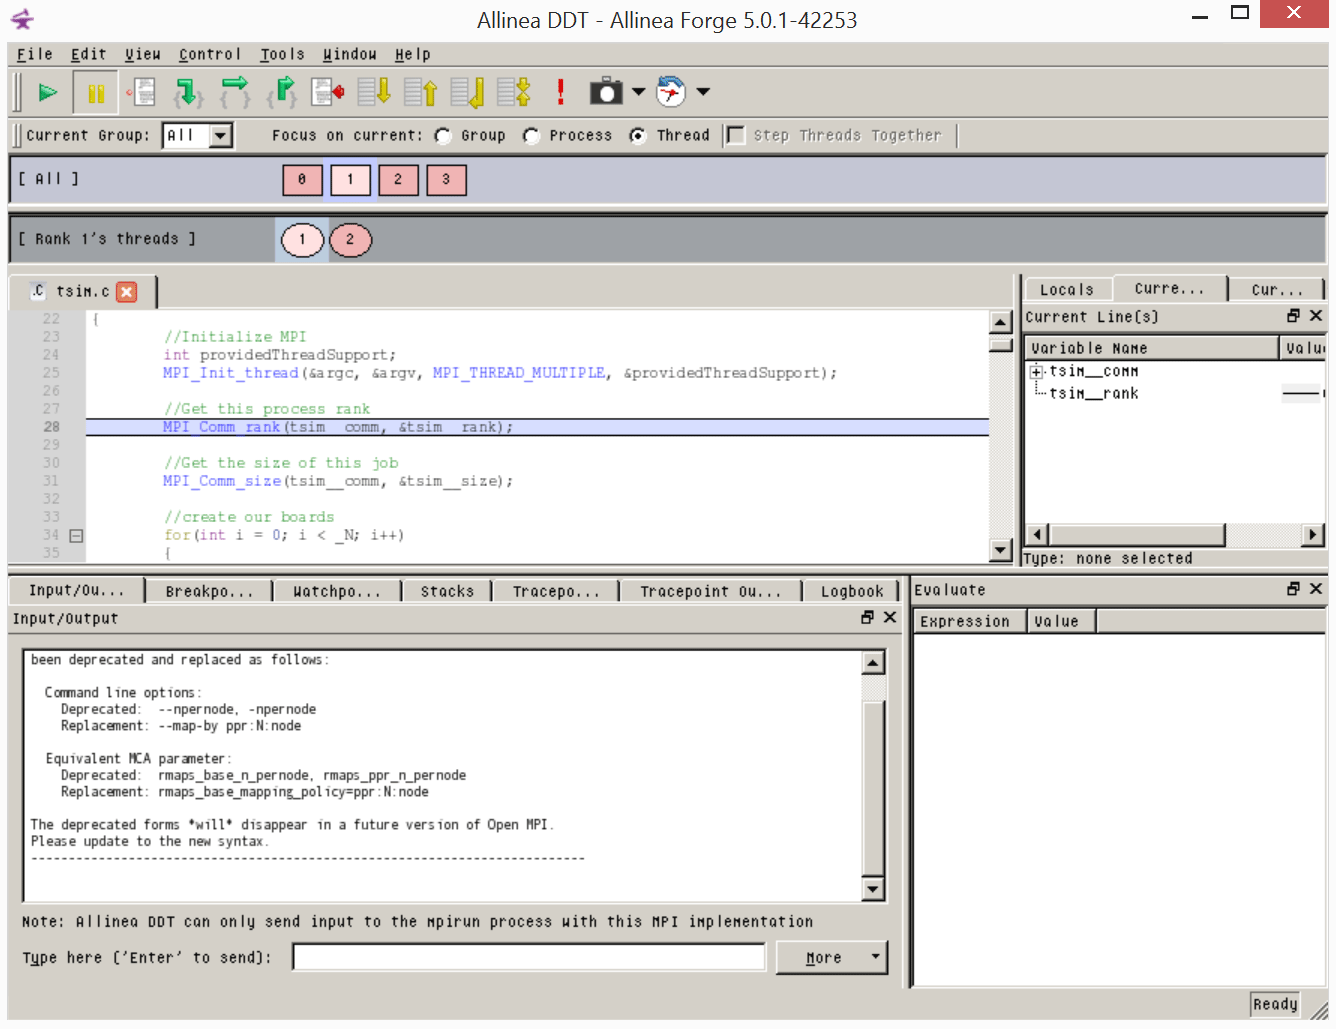 Allinea DDT - Allinea Forge 5.0.1-42253
File Edit View Control Tools Window Help
Current Group: All Focus on current: Group Process Thread Step Threads Together
[ All ] 0 1 2 3
[ Rank 1's threads ] 1 2
.C tsim.c
22 {
23 //Initialize MPI
24 int providedThreadSupport;
25 MPI_Init_thread(&argc, &argv, MPI_THREAD_MULTIPLE, &providedThreadSupport);
26
27 //Get this process rank
28 MPI_Comm_rank(tsim__comm, &tsim__rank);
29
30 //Get the size of this job
31 MPI_Comm_size(tsim__comm, &tsim__size);
32
33 //create our boards
34 for(int i = 0; i < _N; i++)
35 {
Locals Curre... Cur...
Current Line(s)
Variable Name Valu
tsim__comm
tsim__rank
Type: none selected
Input/Ou... Breakpo... Watchpo... Stacks Tracepo... Tracepoint Ou... Logbook
Input/Output
been deprecated and replaced as follows:
Command line options:
Deprecated: --npernode, -npernode
Replacement: --map-by ppr:N:node
Equivalent MCA parameter:
Deprecated: rmaps_base_n_pernode, rmaps_ppr_n_pernode
Replacement: rmaps_base_mapping_policy=ppr:N:node
The deprecated forms *will* disappear in a future version of Open MPI.
Please update to the new syntax.
--------------------------------------------------------------------------
Note: Allinea DDT can only send input to the mpirun process with this MPI implementation
Type here ('Enter' to send): More
Evaluate
Expression Value
Ready